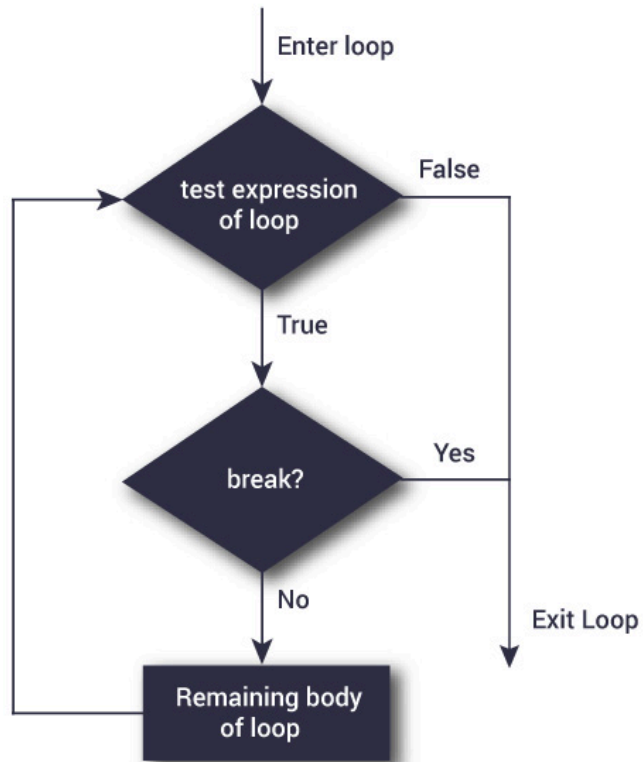 Enter loop
test expression
of loop
False
True
break?
Yes
No
Exit Loop
Remaining body
of loop